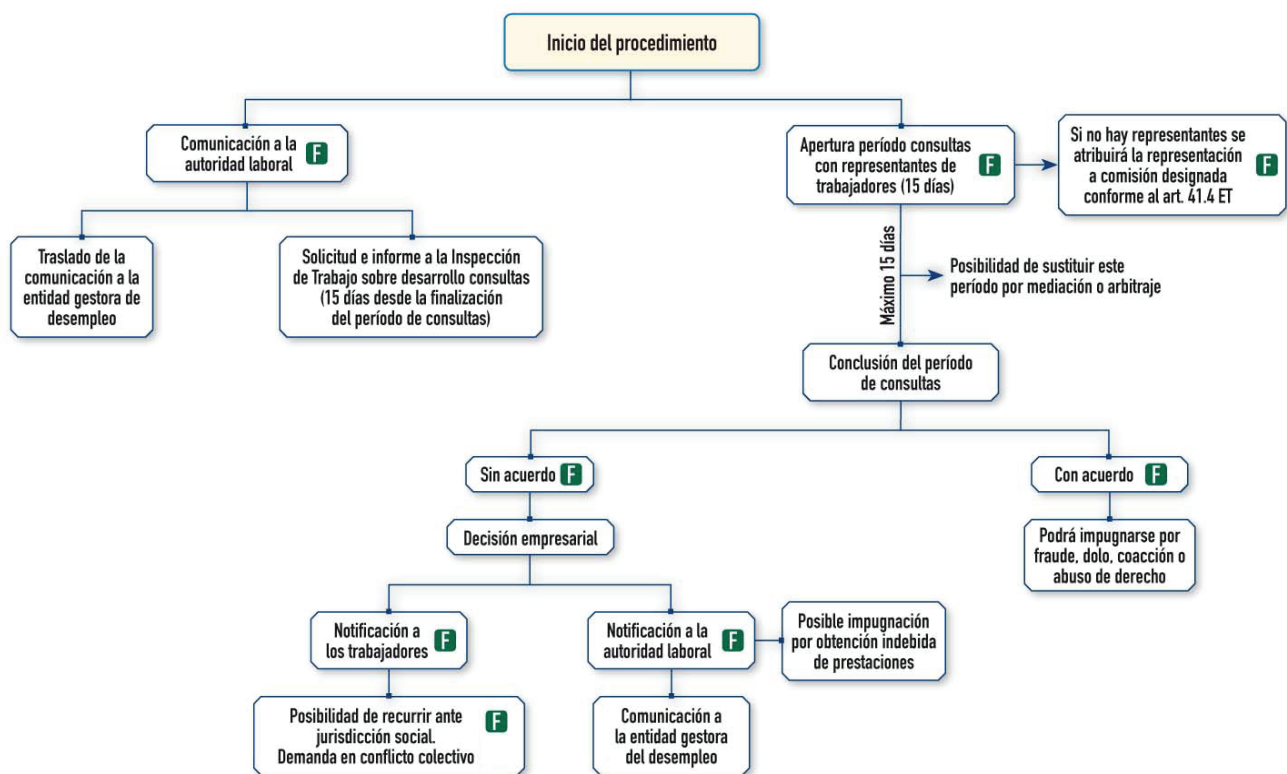 Inicio del procedimiento
Comunicación a la
autoridad laboral
F
Traslado de la
comunicación a la
entidad gestora de
desempleo
Solicitud e informe a la Inspección
de Trabajo sobre desarrollo consultas
(15 días desde la finalización
del período de consultas)
Apertura período consultas
con representantes de
trabajadores (15 días)
F
Si no hay representantes se
atribuirá la representación
a comisión designada
conforme al art. 41.4 ET
F
Máximo 15 días
Posibilidad de sustituir este
período por mediación o arbitraje
Conclusión del período
de consultas
Sin acuerdo F
Decisión empresarial
Notificación a
los trabajadores
F
Posibilidad de recurrir ante
jurisdicción social.
Demanda en conflicto colectivo
F
Notificación a la
autoridad laboral
F
Posible impugnación
por obtención indebida
de prestaciones
Comunicación a
la entidad gestora
del desempleo
Con acuerdo F
Podrá impugnarse por
fraude, dolo, coacción o
abuso de derecho